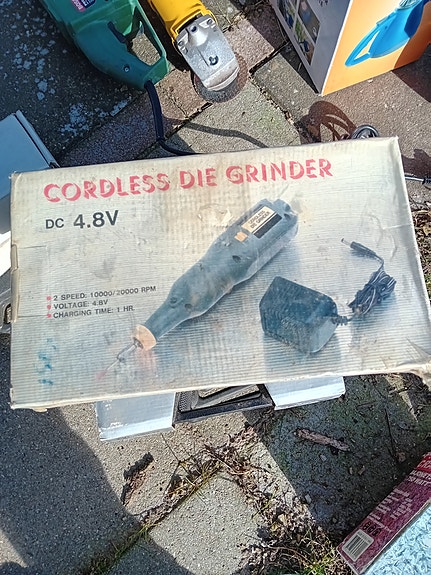 CORDLESS DIE GRINDER
DC 4.8V
2 SPEED: 10000/20000 RPM
VOLTAGE: 4.8V
CHARGING TIME: 1 HR.